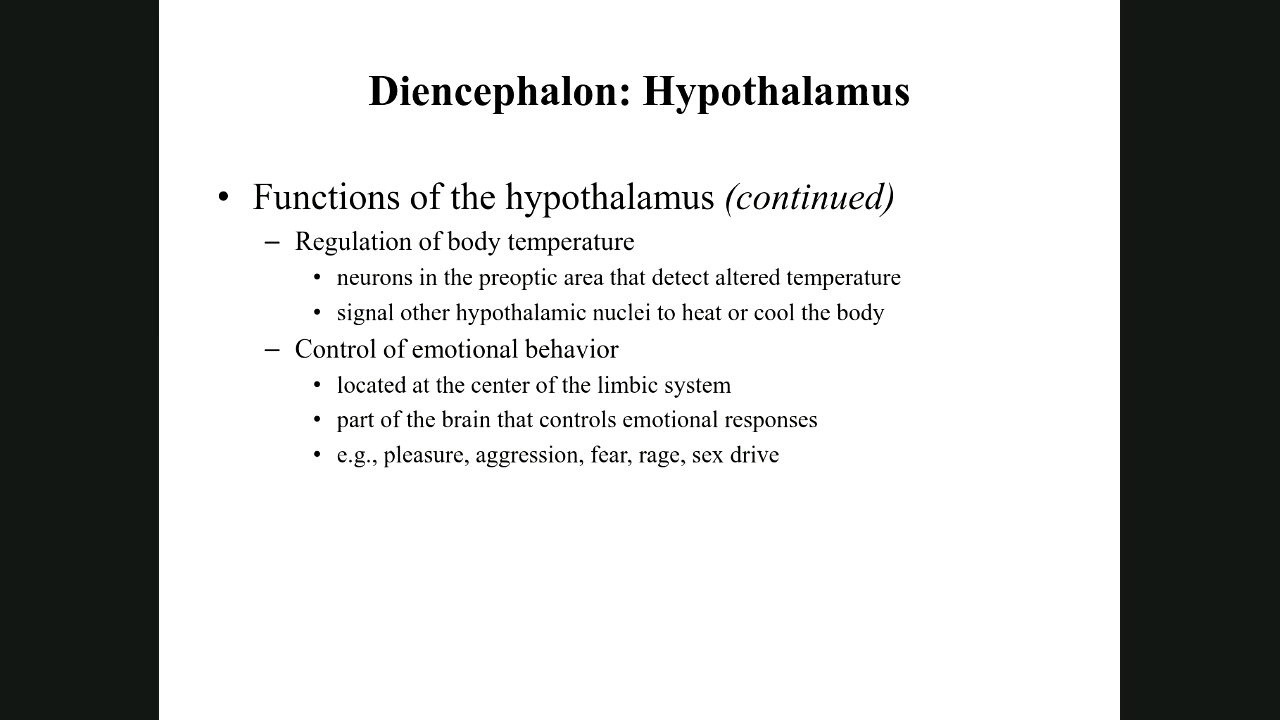 Diencephalon: Hypothalamus
• Functions of the hypothalamus (continued)
– Regulation of body temperature
• neurons in the preoptic area that detect altered temperature
• signal other hypothalamic nuclei to heat or cool the body
– Control of emotional behavior
• located at the center of the limbic system
• part of the brain that controls emotional responses
• e.g., pleasure, aggression, fear, rage, sex drive